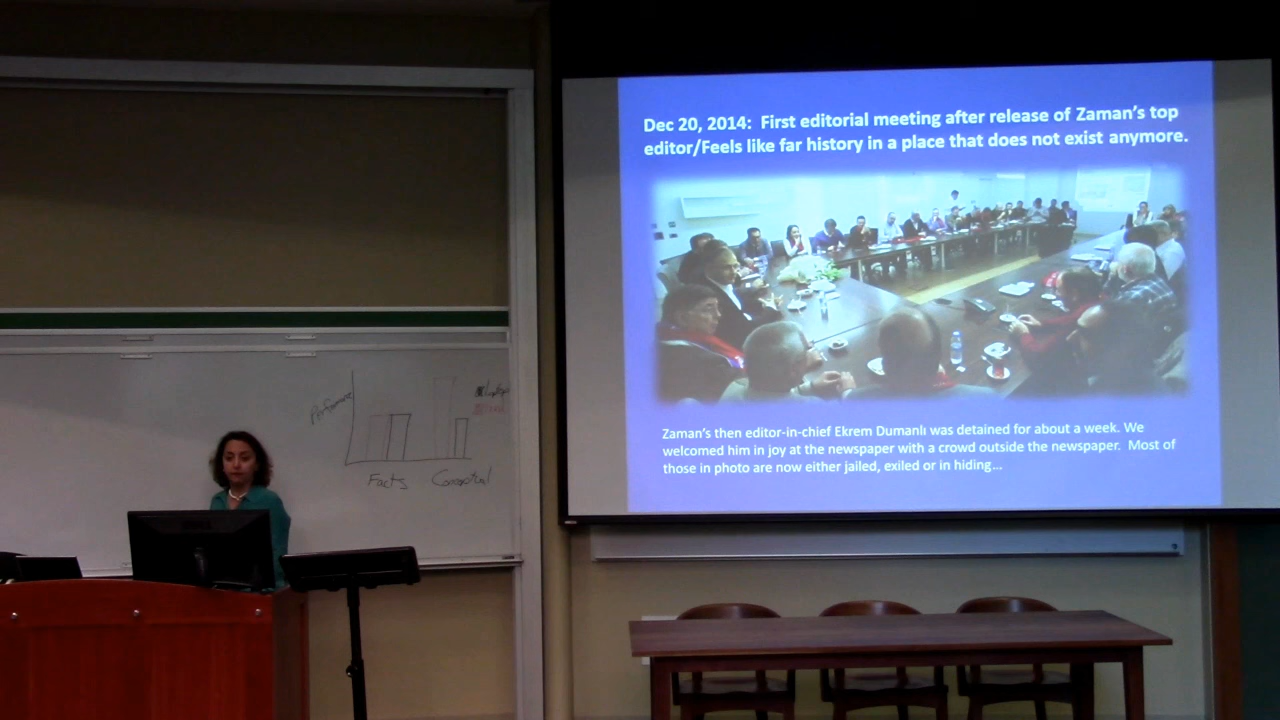 Dec 20, 2014: First editorial meeting after release of Zaman's top
editor/Feels like far history in a place that does not exist anymore.
Zaman's then editor-in-chief Ekrem Dumanlı was detained for about a week. We
welcomed him in joy at the newspaper with a crowd outside the newspaper. Most of
those in photo are now either jailed, exiled or in hiding...
Performance
Facts